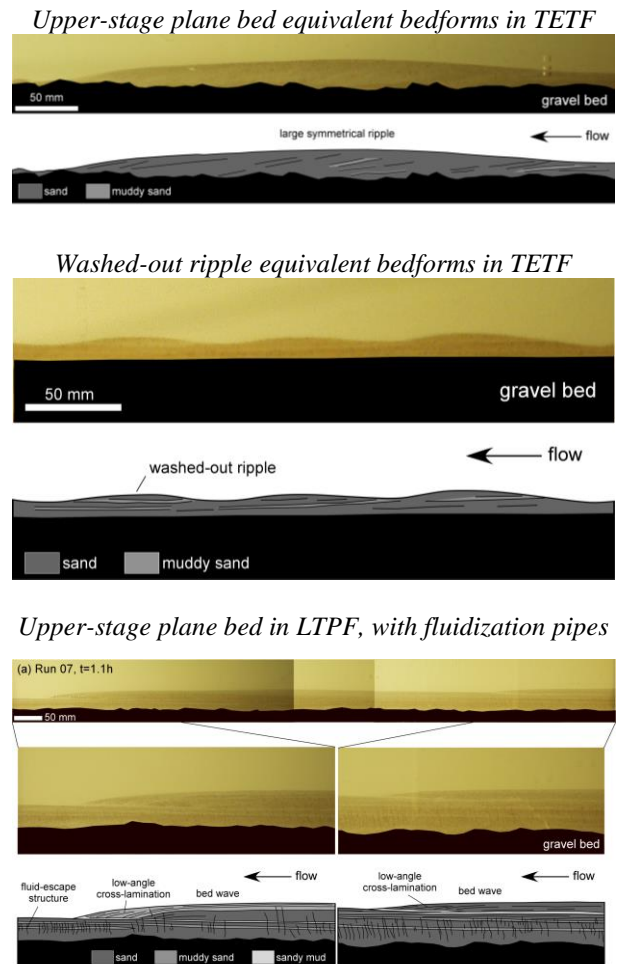 Upper-stage plane bed equivalent bedforms in TETF
50 mm
gravel bed
large symmetrical ripple
flow
sand
muddy sand
Washed-out ripple equivalent bedforms in TETF
50 mm
gravel bed
washed-out ripple
flow
sand
muddy sand
Upper-stage plane bed in LTPF, with fluidization pipes
(a) Run 07, t=1.1h
50 mm
gravel bed
fluid-escape
structure
low-angle
cross-lamination
bed wave
flow
low-angle
cross-lamination
bed wave
flow
sand
muddy sand
sandy mud